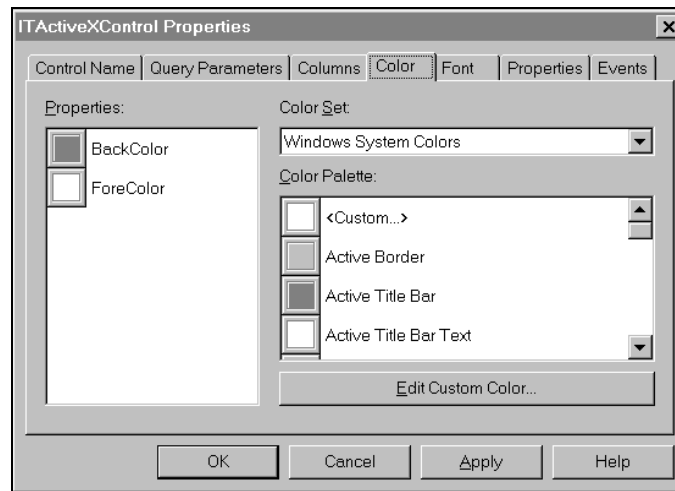 ITActiveXControl Properties
Control Name Query Parameters Columns Color Font Properties Events
Properties:
BackColor
ForeColor
Color Set:
Windows System Colors
Color Palette:
<Custom...>
Active Border
Active Title Bar
Active Title Bar Text
Edit Custom Color...
OK Cancel Apply Help